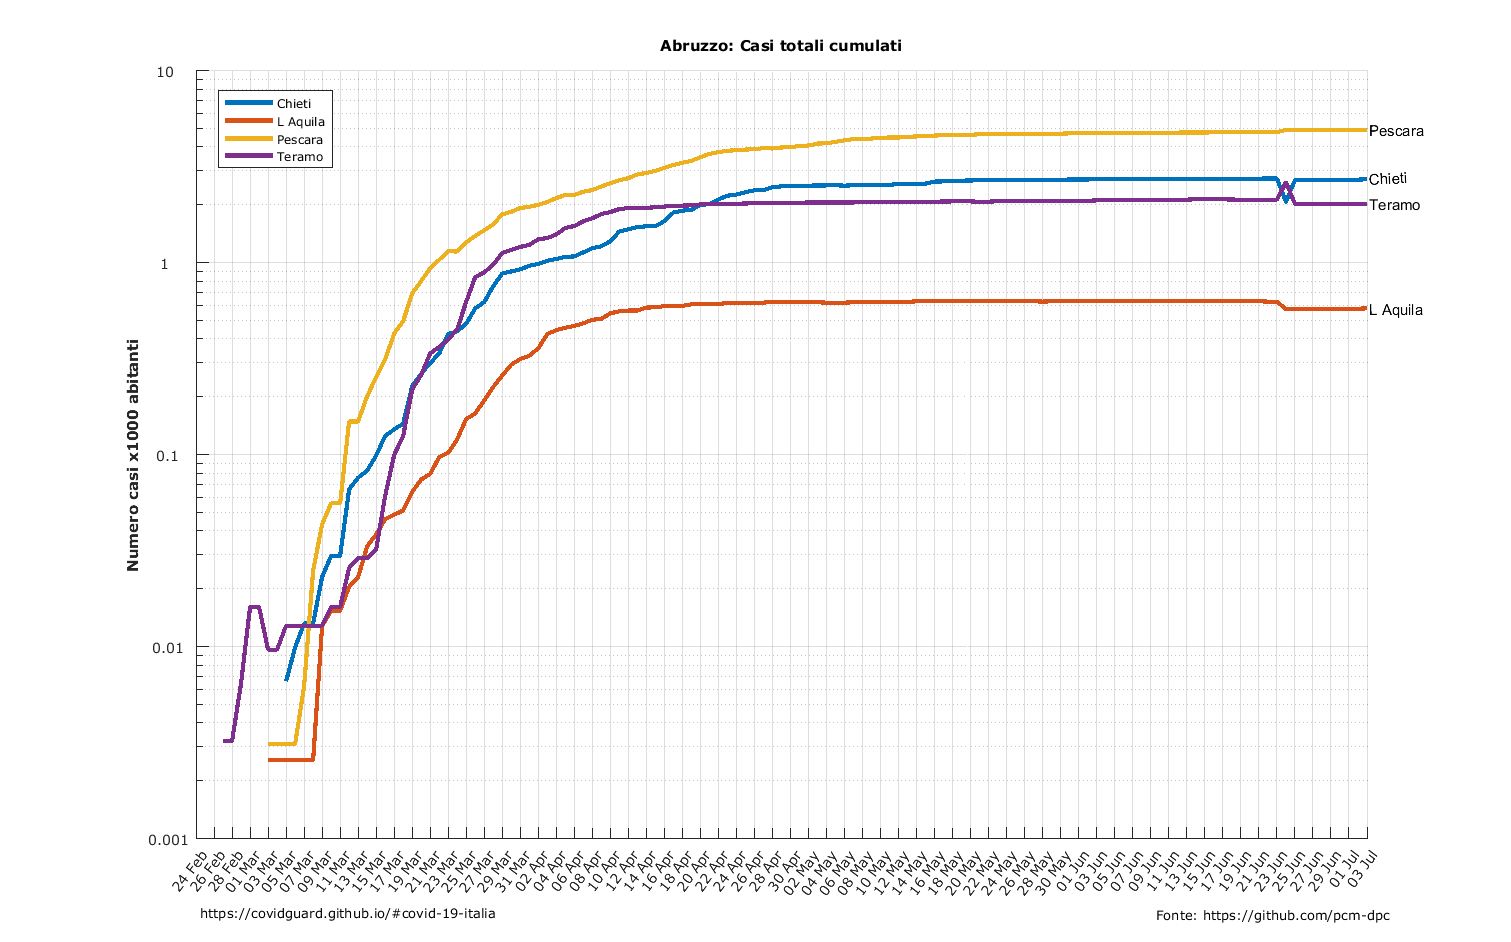 Abruzzo: Casi totali cumulati
Numero casi x1000 abitanti
10
1
0.1
0.01
0.001
Chieti
L Aquila
Pescara
Teramo
Pescara
Chieti
Teramo
L Aquila
24 Feb
26 Feb
28 Feb
01 Mar
03 Mar
05 Mar
07 Mar
09 Mar
11 Mar
13 Mar
15 Mar
17 Mar
19 Mar
21 Mar
23 Mar
25 Mar
27 Mar
29 Mar
31 Mar
02 Apr
04 Apr
06 Apr
08 Apr
10 Apr
12 Apr
14 Apr
16 Apr
18 Apr
20 Apr
22 Apr
24 Apr
26 Apr
28 Apr
30 Apr
02 May
04 May
06 May
08 May
10 May
12 May
14 May
16 May
18 May
20 May
22 May
24 May
26 May
28 May
30 May
01 Jun
03 Jun
05 Jun
07 Jun
09 Jun
11 Jun
13 Jun
15 Jun
17 Jun
19 Jun
21 Jun
23 Jun
25 Jun
27 Jun
29 Jun
01 Jul
03 Jul
https://covidguard.github.io/#covid-19-italia
Fonte: https://github.com/pcm-dpc